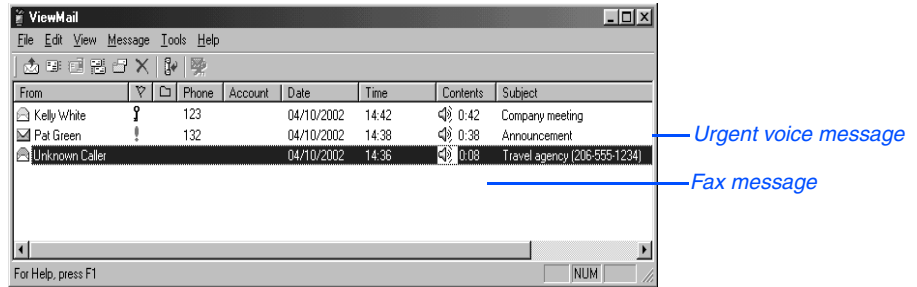 ViewMail
File Edit View Message Tools Help
From Phone Account Date Time Contents Subject
Kelly White 123 04/10/2002 14:42 0:42 Company meeting
Pat Green 132 04/10/2002 14:38 0:38 Announcement
Urgent voice message
Unknown Caller 04/10/2002 14:36 0:08 Travel agency (206-555-1234)
Fax message
For Help, press F1 NUM